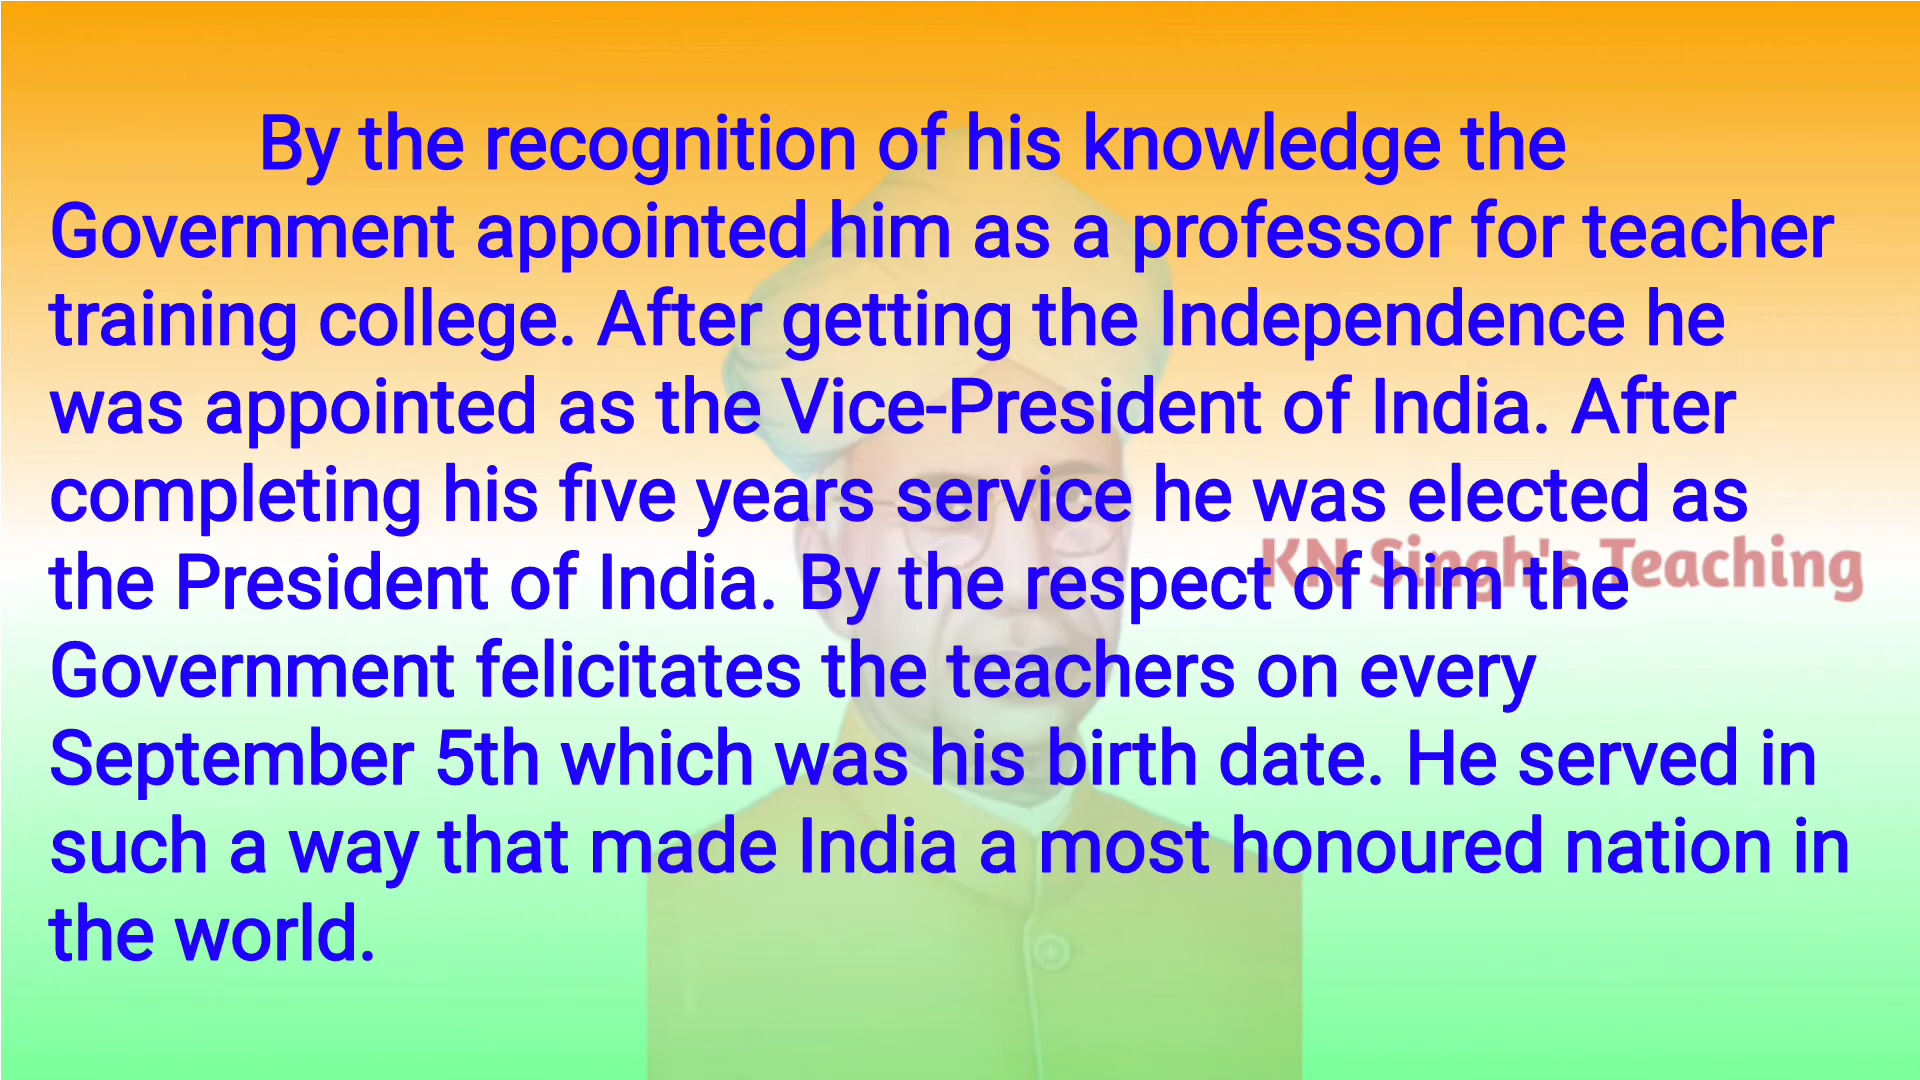 By the recognition of his knowledge the
Government appointed him as a professor for teacher
training college. After getting the Independence he
was appointed as the Vice-President of India. After
completing his five years service he was elected as
the President of India. By the respect of him the
KN Singh's Teaching
Government felicitates the teachers on every
September 5th which was his birth date. He served in
such a way that made India a most honoured nation in
the world.